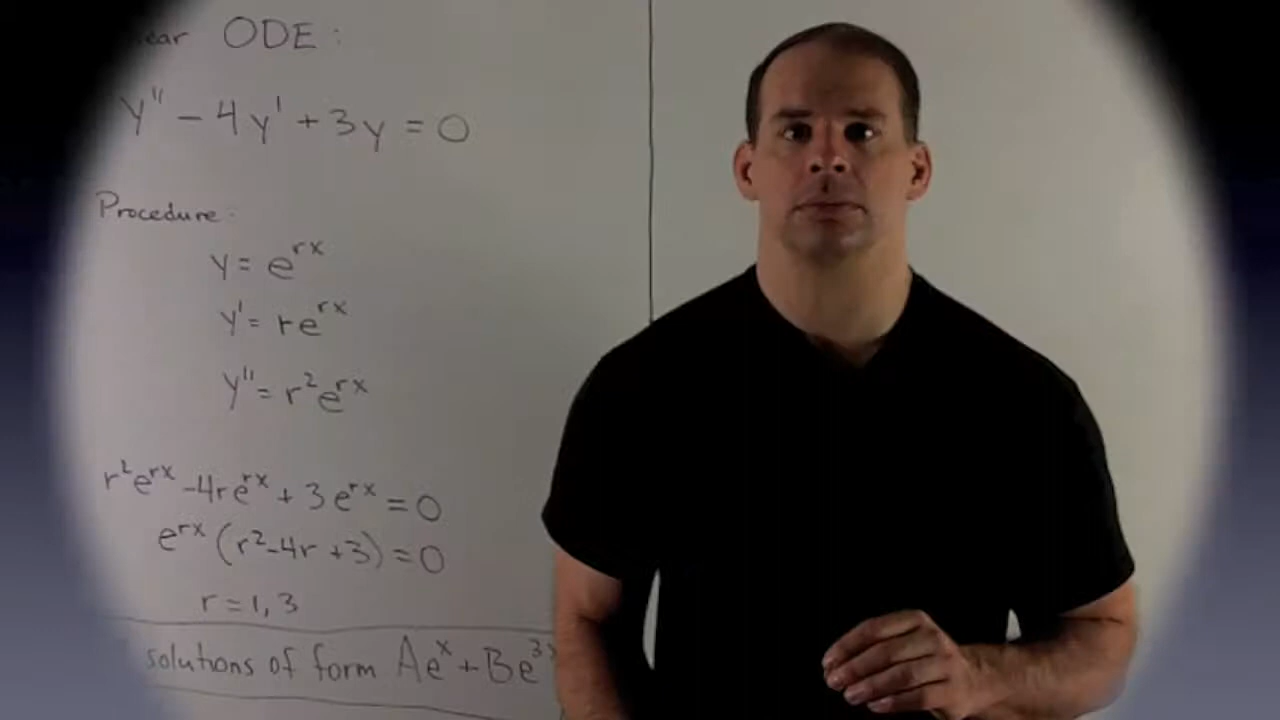 ear ODE:
y'' - 4y' + 3y = 0
Procedure:
y = e^{rx}
y' = re^{rx}
y'' = r²e^{rx}
r²e^{rx} - 4re^{rx} + 3e^{rx} = 0
e^{rx} (r² - 4r + 3) = 0
r = 1, 3
solutions of form Ae^x + Be^{3x}